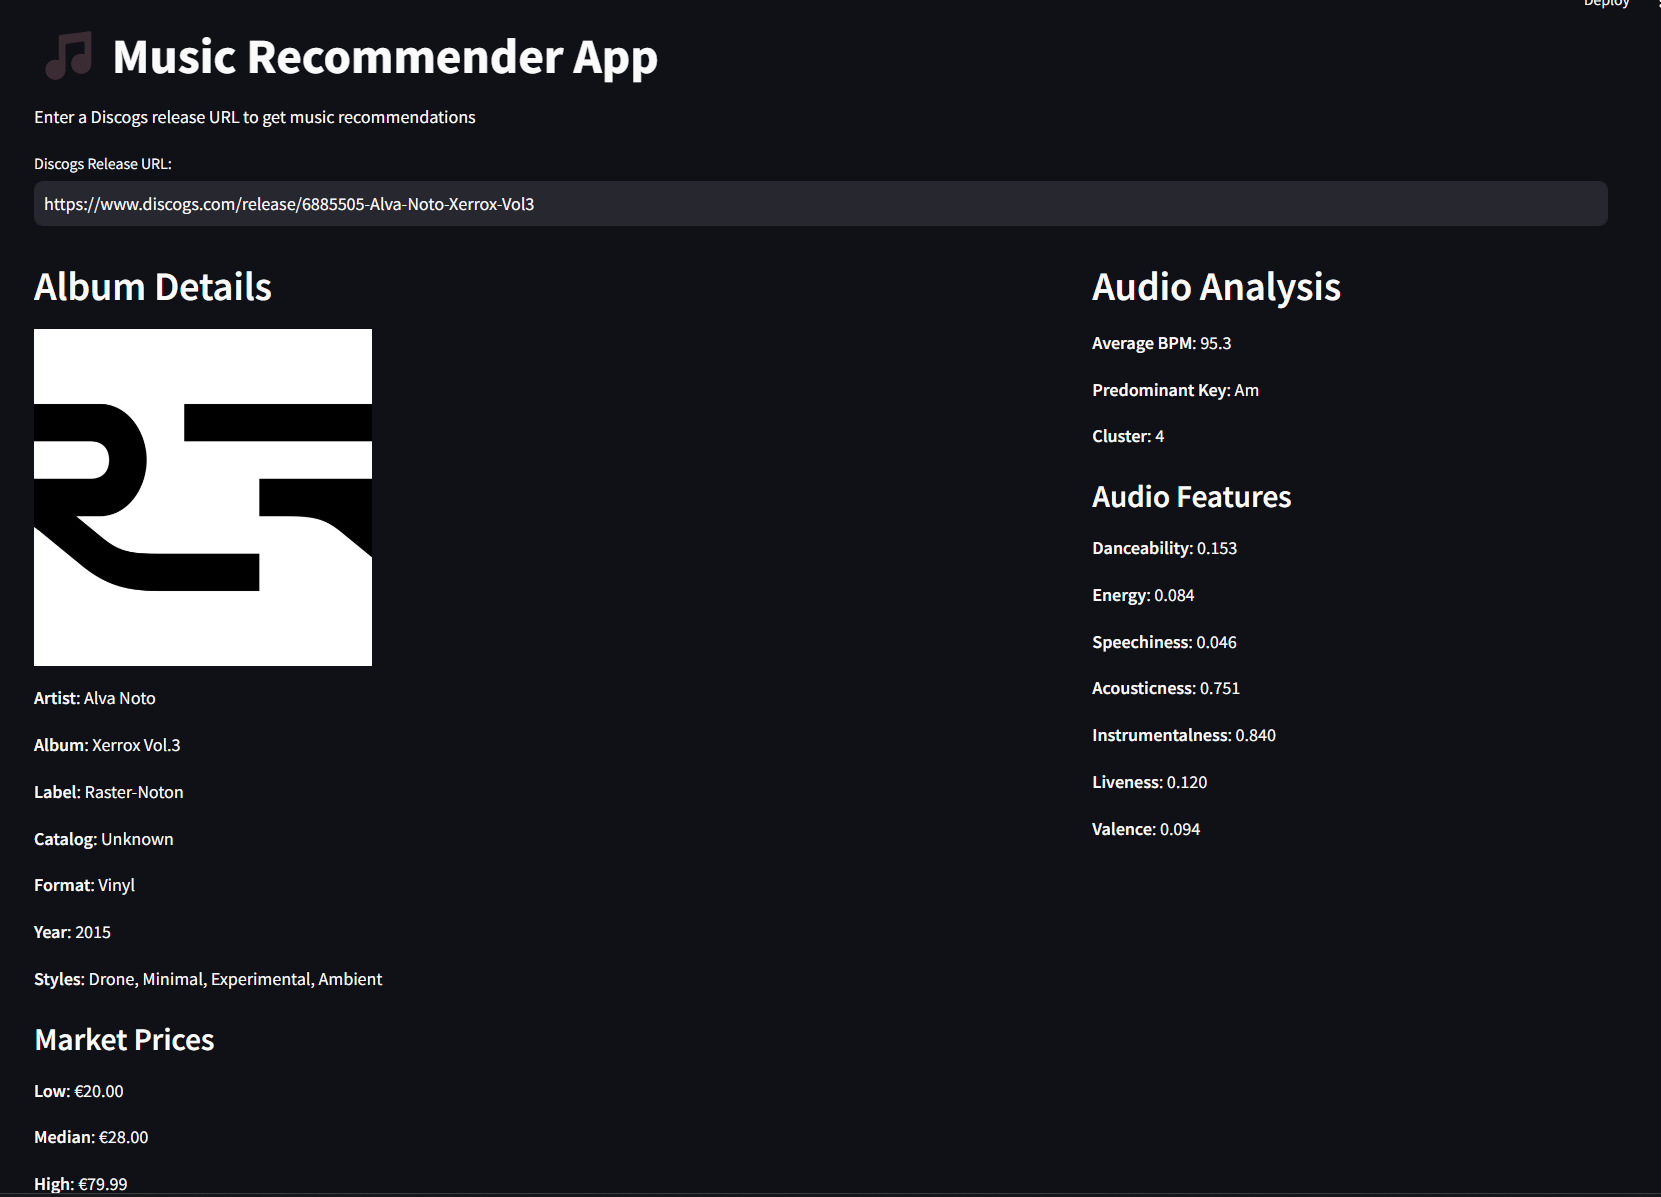 Deploy
Music Recommender App
Enter a Discogs release URL to get music recommendations
Discogs Release URL:
https://www.discogs.com/release/6885505-Alva-Noto-Xerrox-Vol3
Album Details
Artist: Alva Noto
Album: Xerrox Vol.3
Label: Raster-Noton
Catalog: Unknown
Format: Vinyl
Year: 2015
Styles: Drone, Minimal, Experimental, Ambient
Market Prices
Low: €20.00
Median: €28.00
High: €79.99
Audio Analysis
Average BPM: 95.3
Predominant Key: Am
Cluster: 4
Audio Features
Danceability: 0.153
Energy: 0.084
Speechiness: 0.046
Acousticness: 0.751
Instrumentalness: 0.840
Liveness: 0.120
Valence: 0.094